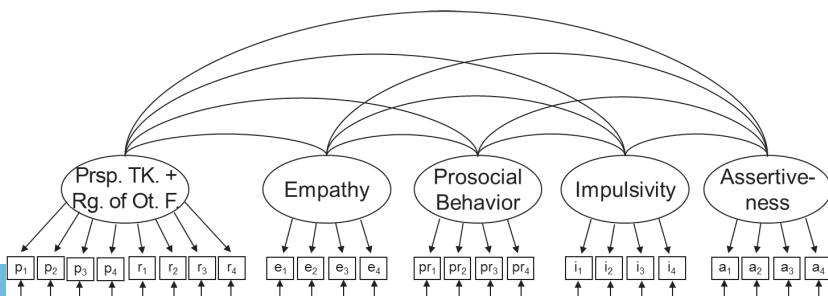 Prsp. TK. +
Rg. of Ot. F
Empathy
Prosocial
Behavior
Impulsivity
Assertive-
ness
p₁ p₂ p₃ p₄ r₁ r₂ r₃ r₄ e₁ e₂ e₃ e₄ pr₁ pr₂ pr₃ pr₄ i₁ i₂ i₃ i₄ a₁ a₂ a₃ a₄